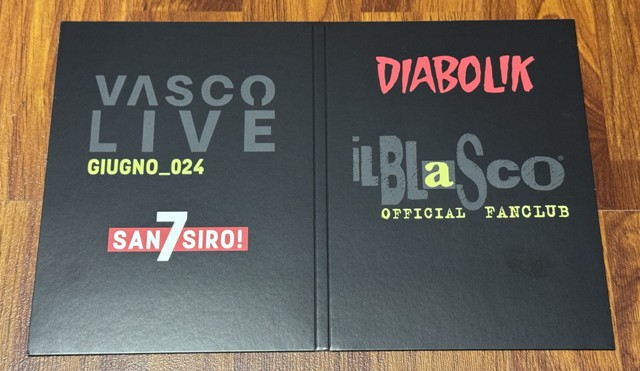 VASCO
LIVE
GIUGNO_024
SAN7SIRO!
DIABOLIK
iLBLaSco®
OFFICIAL FANCLUB